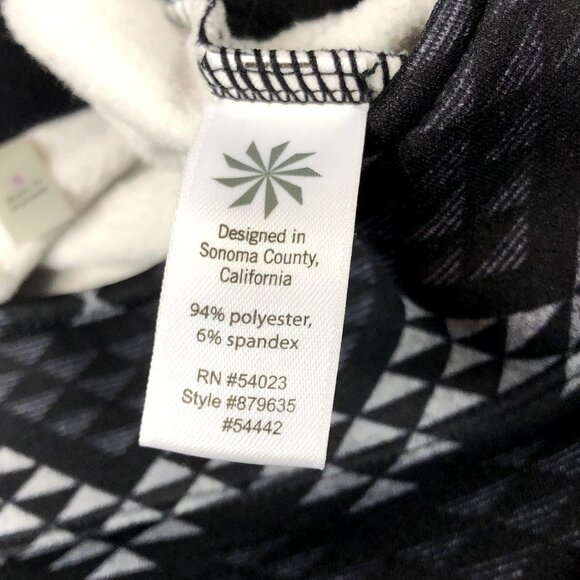 Designed in
Sonoma County,
California
94% polyester,
6% spandex
RN #54023
Style #879635
#54442